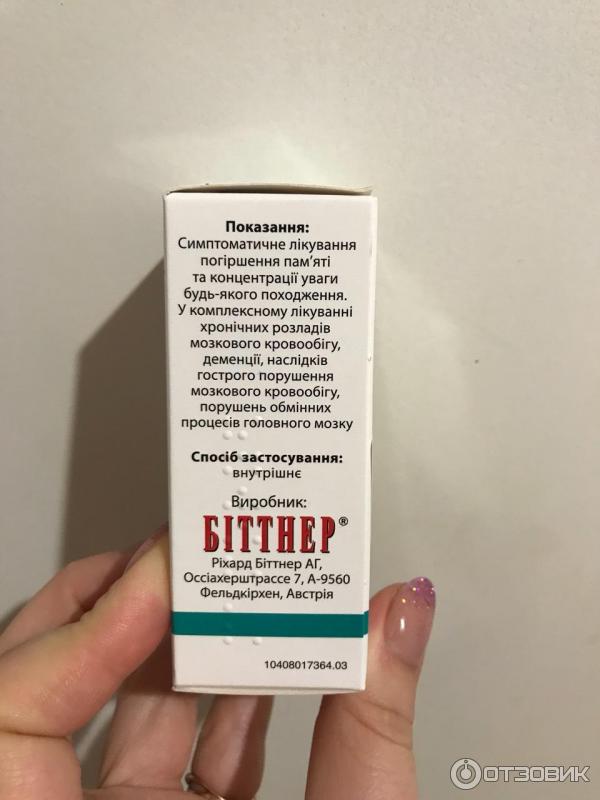 Показання:
Симптоматичне лікування
погіршення пам'яті
та концентрації уваги
будь-якого походження.
У комплексному лікуванні
хронічних розладів
мозкового кровообігу,
деменції, наслідків
гострого порушення
мозкового кровообігу,
порушень обмінних
процесів головного мозку
Спосіб застосування:
внутрішнє
Виробник:
БІТТНЕР®
Ріхард Біттнер АГ,
Оссіахерштрассе 7, А-9560
Фельдкірхен, Австрія
10408017364.03
ОТЗОВИК